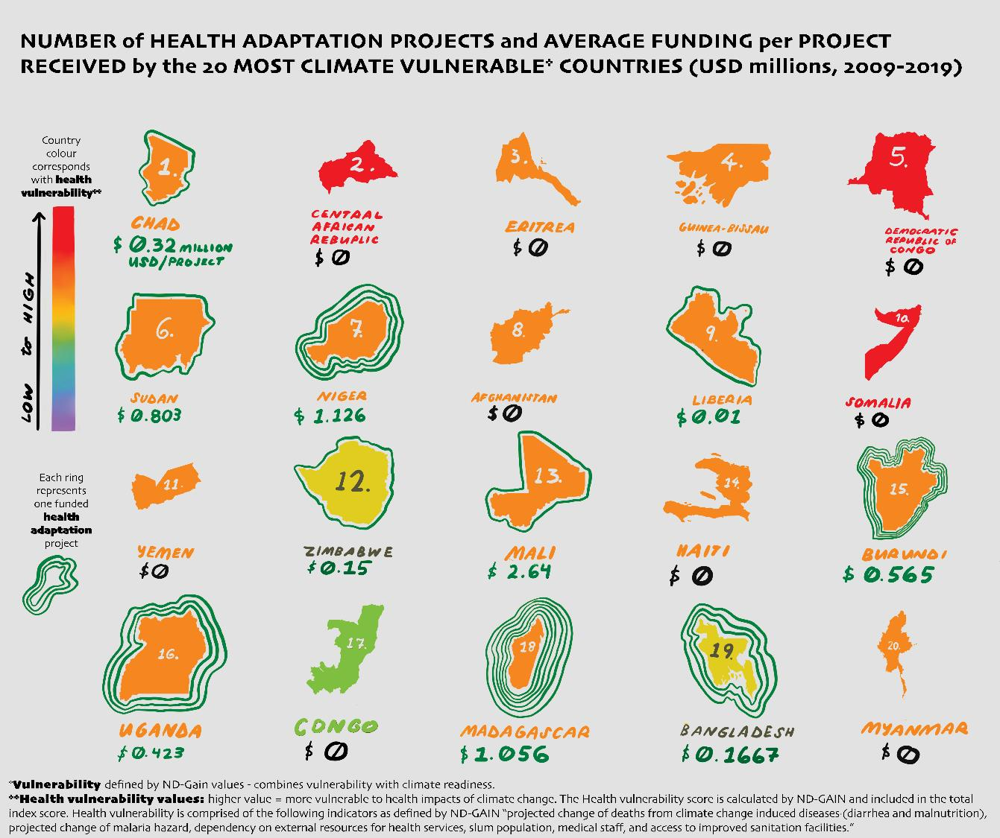 NUMBER of HEALTH ADAPTATION PROJECTS and AVERAGE FUNDING per PROJECT
RECEIVED by the 20 MOST CLIMATE VULNERABLE* COUNTRIES (USD millions, 2009-2019)
Country
colour
corresponds
with health
vulnerability**
LOW to HIGH
Each ring
represents
one funded
health
adaptation
project
1.
CHAD
$ 0.32 MILLION
USD/PROJECT
2.
CENTRAL
AFRICAN
REBUPLIC
$ 0
3.
ERITREA
$ 0
4.
GUINEA-BISSAU
$ 0
5.
DEMOCRATIC
REPUBLIC OF
CONGO
$ 0
6.
SUDAN
$ 0.803
7.
NIGER
$ 1.126
8.
AFGHANISTAN
$ 0
9.
LIBERIA
$ 0.01
10.
SOMALIA
$ 0
11.
YEMEN
$ 0
12.
ZIMBABWE
$ 0.15
13.
MALI
$ 2.64
14.
HAITI
$ 0
15.
BURUNDI
$ 0.565
16.
UGANDA
$ 0.423
17.
CONGO
$ 0
18
MADAGASCAR
$ 1.056
19.
BANGLADESH
$ 0.1667
20.
MYANMAR
$ 0
*Vulnerability defined by ND-Gain values - combines vulnerability with climate readiness.
**Health vulnerability values: higher value = more vulnerable to health impacts of climate change. The Health vulnerability score is calculated by ND-GAIN and included in the total
index score. Health vulnerability is comprised of the following indicators as defined by ND-GAIN "projected change of deaths from climate change induced diseases (diarrhea and malnutrition),
projected change of malaria hazard, dependency on external resources for health services, slum population, medical staff, and access to improved sanitation facilities."